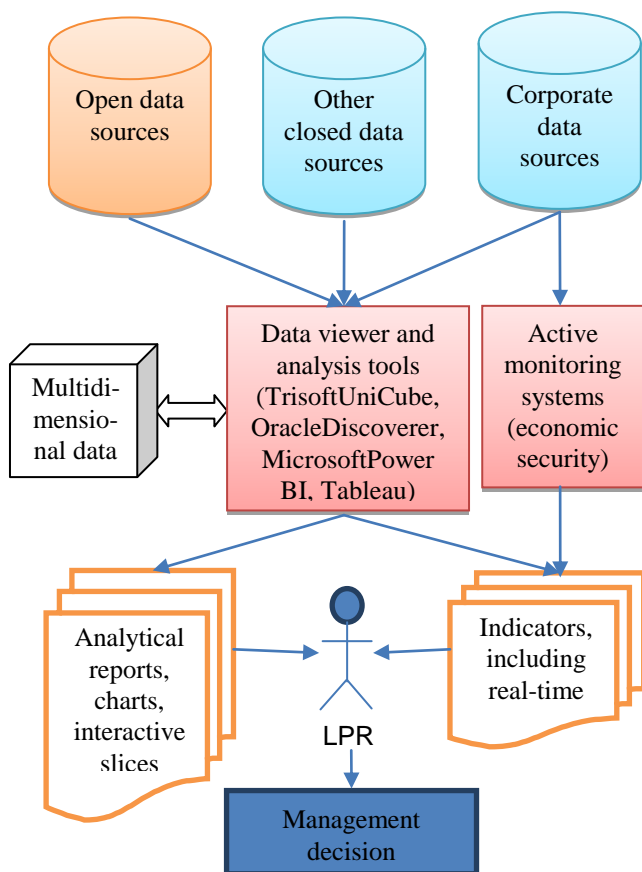 Open data
sources
Other
closed data
sources
Corporate
data
sources
Multidi-
mensio-
nal data
Data viewer and
analysis tools
(TrisoftUniCube,
OracleDiscoverer,
MicrosoftPower
BI, Tableau)
Active
monitoring
systems
(economic
security)
Analytical
reports,
charts,
interactive
slices
LPR
Indicators,
including
real-time
Management
decision